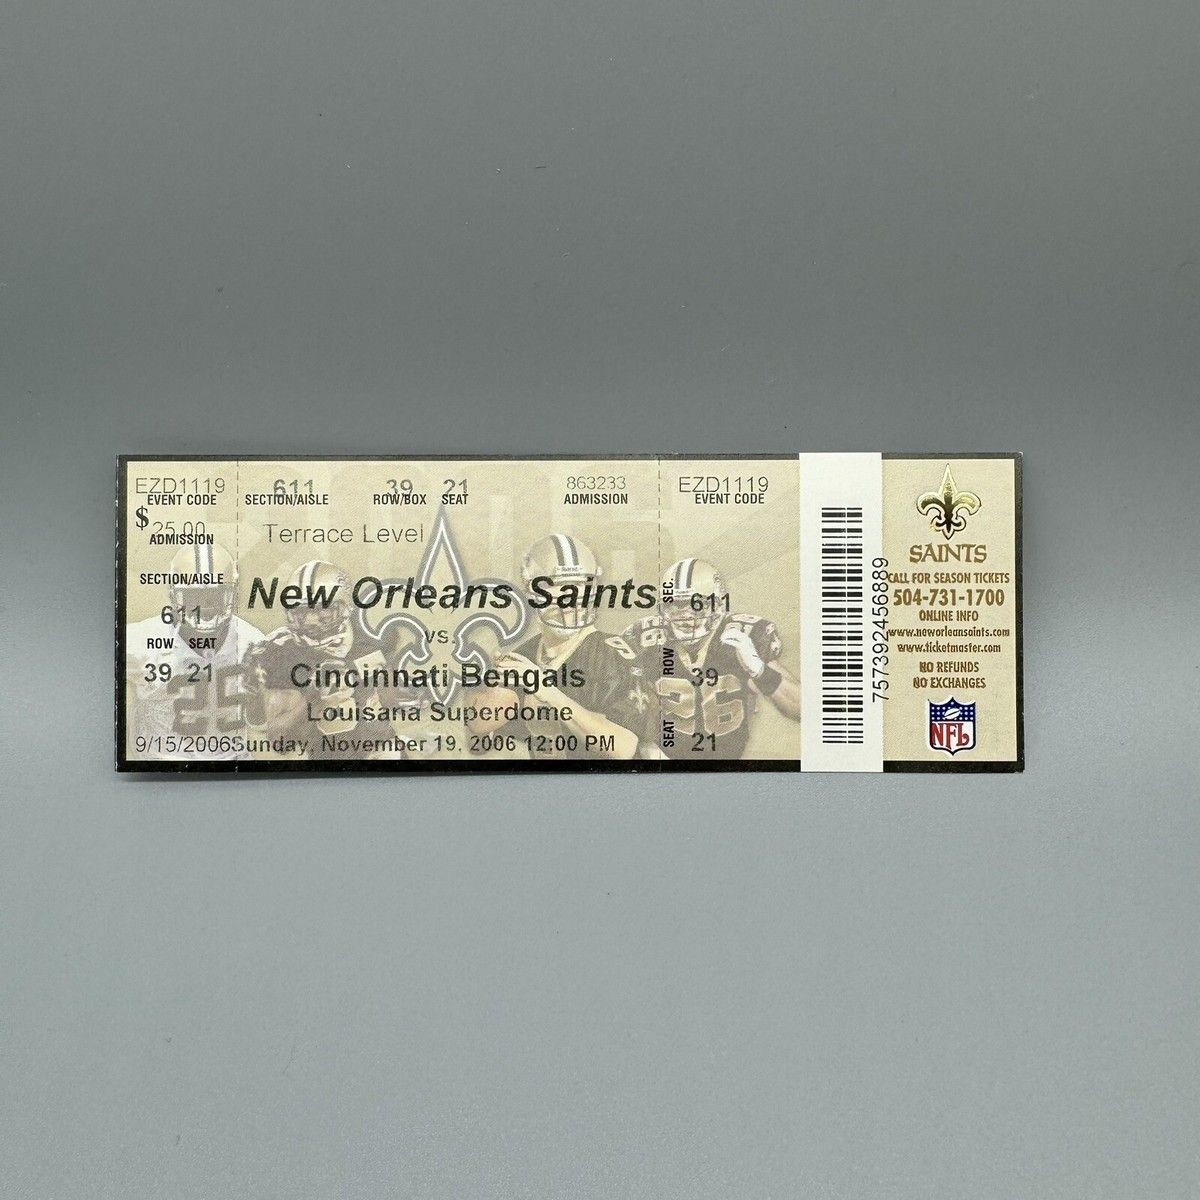 EZD1119 611 39 21 863233 EZD1119
EVENT CODE SECTION/AISLE ROW/BOX SEAT ADMISSION EVENT CODE
$ 25.00
ADMISSION
Terrace Level
SECTION/AISLE
611
ROW SEAT
39 21
9/15/2006
New Orleans Saints
vs.
Cincinnati Bengals
Louisana Superdome
Sunday, November 19, 2006 12:00 PM
SEC. 611
ROW 39
SEAT 21
26
757392456889
SAINTS
CALL FOR SEASON TICKETS
504-731-1700
ONLINE INFO
www.neworleanssaints.com
www.ticketmaster.com
NO REFUNDS
NO EXCHANGES
NFL